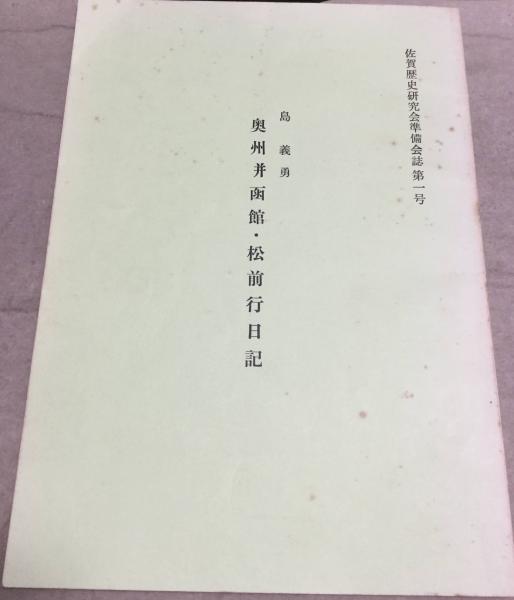 佐賀歴史研究会準備会誌 第一号
島義勇
奥州并函館・松前行日記